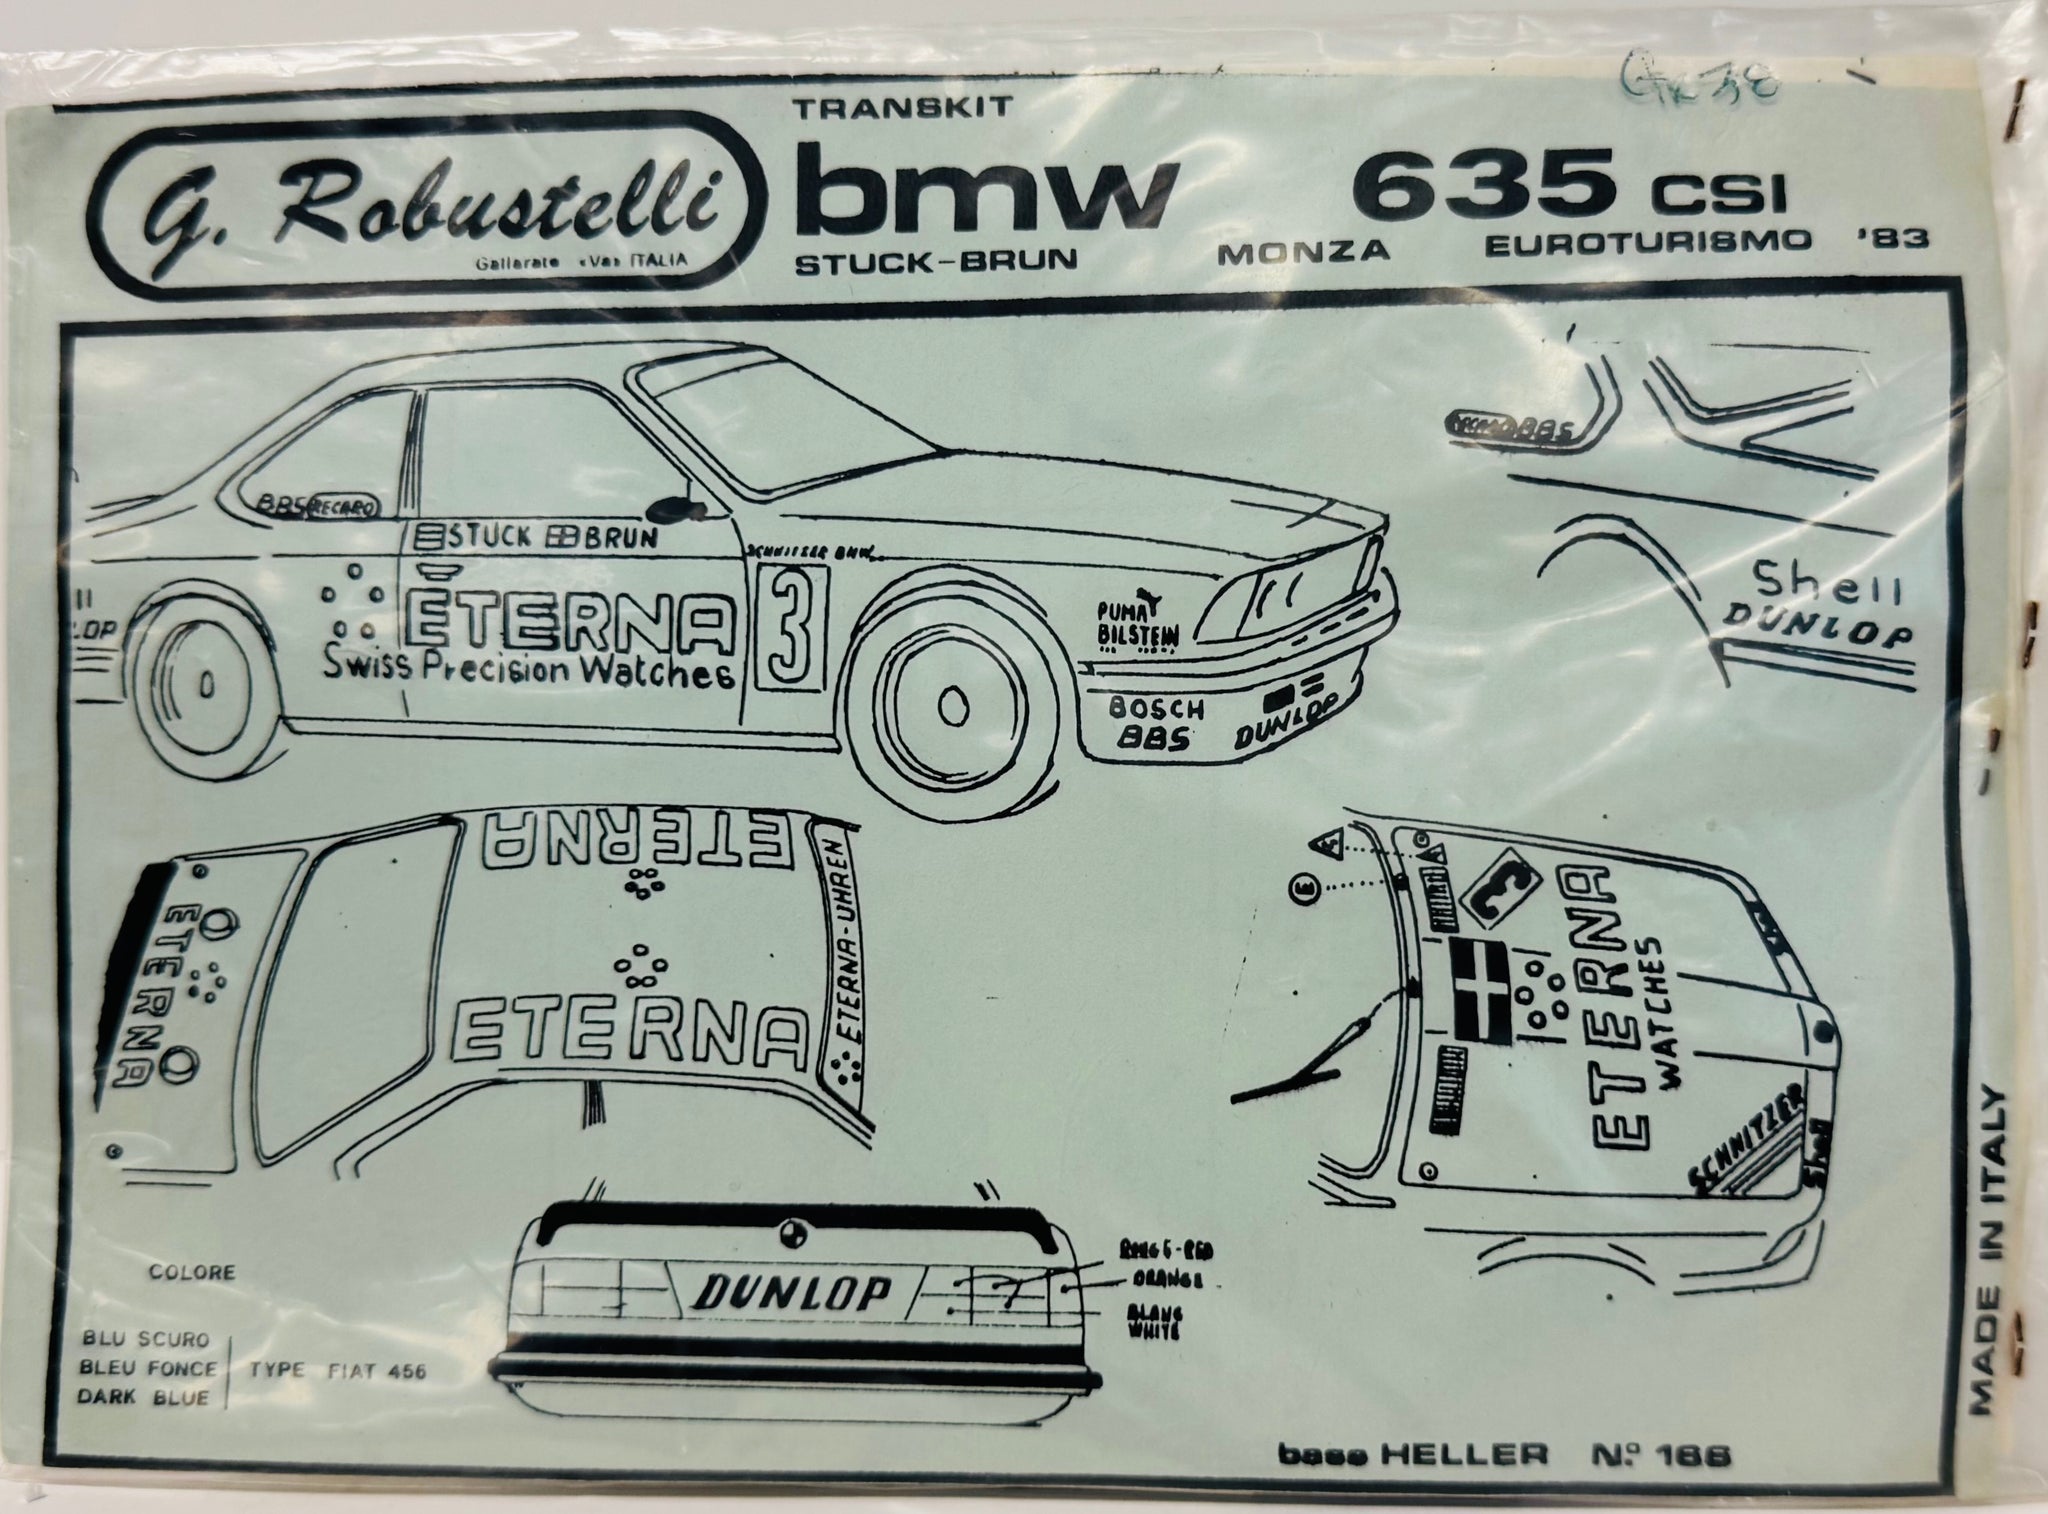 TRANSKIT
G. Robustelli
Gallarate «Va» ITALIA
bmw 635 CSI
STUCK-BRUN MONZA EUROTURISMO '83
BBS RECARO
STUCK BRUN
SCHNITZER BMW
ETERNA
Swiss Precision Watches
3
PUMA
BILSTEIN
BOSCH
BBS
DUNLOP
LOP
BBS
Shell
DUNLOP
ETERNA
ETERNA
ETERNA
ETERNA-UHREN
E
3
ETERNA
WATCHES
SCHNITZER
Shell
DUNLOP
ORANGE
WHITE
COLORE
BLU SCURO
BLEU FONCE
DARK BLUE
TYPE FIAT 456
base HELLER N.º 166
MADE IN ITALY